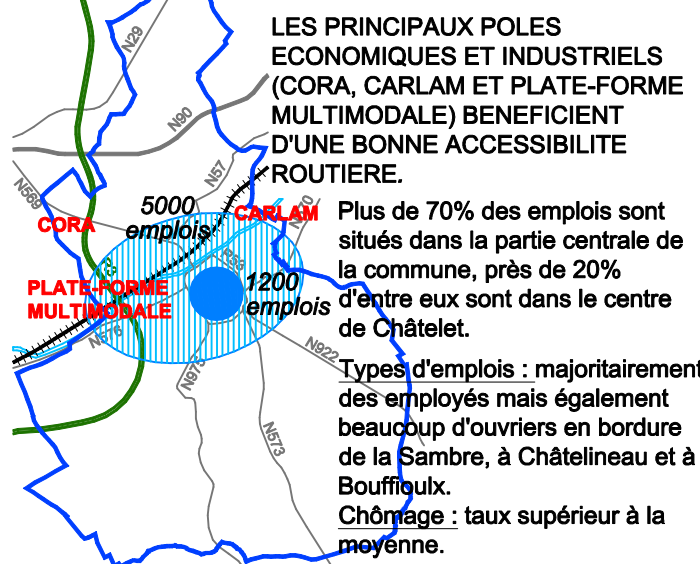 LES PRINCIPAUX POLES
ECONOMIQUES ET INDUSTRIELS
(CORA, CARLAM ET PLATE-FORME
MULTIMODALE) BENEFICIENT
D'UNE BONNE ACCESSIBILITE
ROUTIERE.
Plus de 70% des emplois sont
situés dans la partie centrale de
la commune, près de 20%
d'entre eux sont dans le centre
de Châtelet.
Types d'emplois : majoritairement
des employés mais également
beaucoup d'ouvriers en bordure
de la Sambre, à Châtelineau et à
Bouffioulx.
Chômage : taux supérieur à la
moyenne.
N29
N90
N57
N569
5000
emplois
CARLAM
CORA
PLATE-FORME
MULTIMODALE
1200
emplois
N576
N922
N975
N573